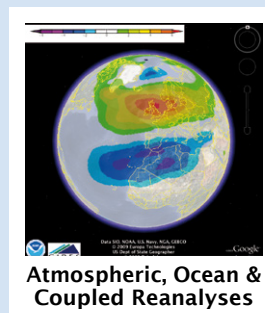 Data SIO, NOAA, U.S. Navy, NGA, GEBCO
© 2009 Europa Technologies
US Dept of State Geographer
Google
Atmospheric, Ocean &
Coupled Reanalyses